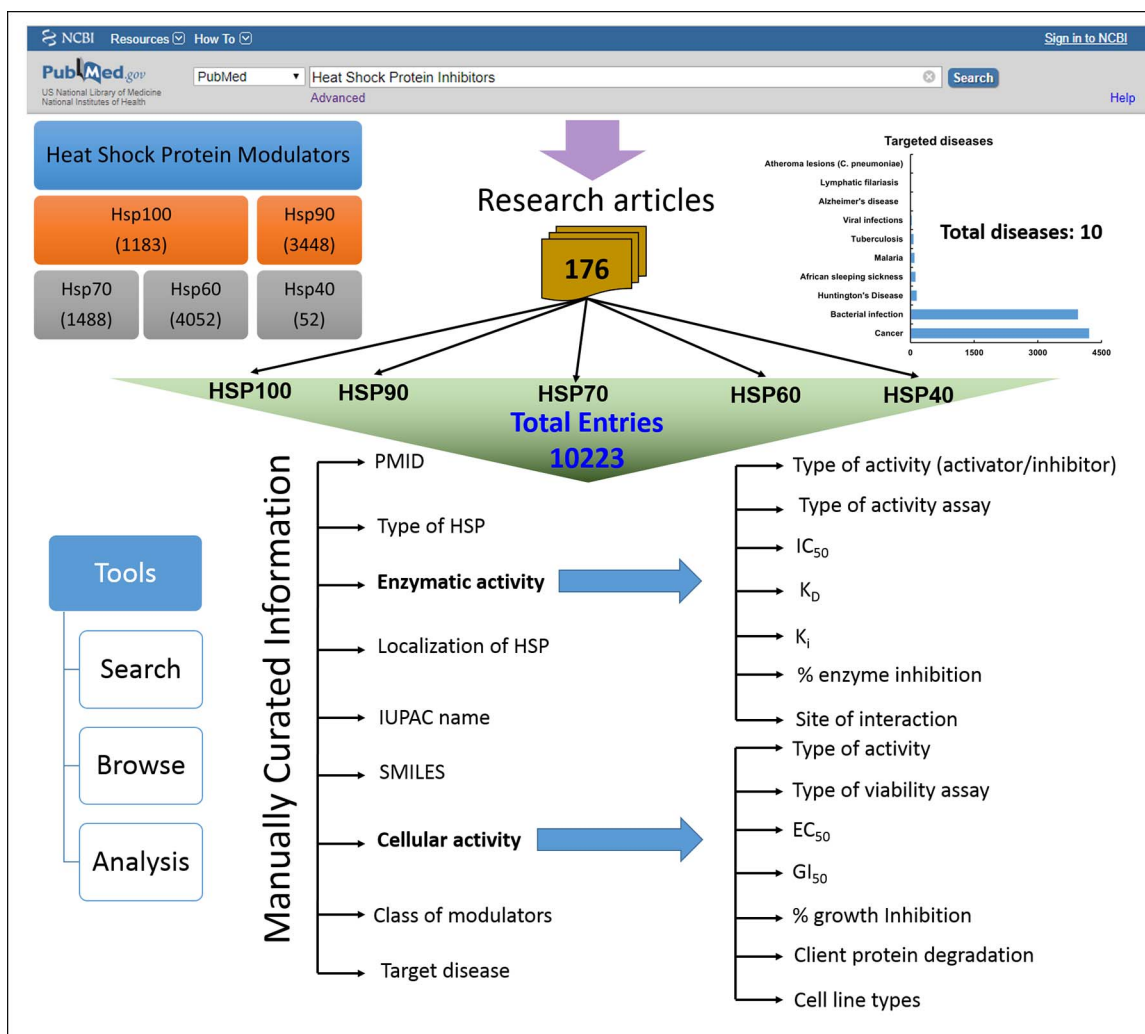 NCBI Resources How To Sign in to NCBI
PubMed.gov
US National Library of Medicine
National Institutes of Health
PubMed
Heat Shock Protein Inhibitors
Search
Advanced
Help
Heat Shock Protein Modulators
Hsp100
(1183)
Hsp90
(3448)
Hsp70
(1488)
Hsp60
(4052)
Hsp40
(52)
Research articles
176
Targeted diseases
Atheroma lesions (C. pneumoniae)
Lymphatic filariasis
Alzheimer's disease
Viral infections
Tuberculosis
Malaria
African sleeping sickness
Huntington's Disease
Bacterial infection
Cancer
0 1500 3000 4500
Total diseases: 10
HSP100 HSP90 HSP70 HSP60 HSP40
Total Entries
10223
Tools
Search
Browse
Analysis
Manually Curated Information
PMID
Type of HSP
Enzymatic activity
Localization of HSP
IUPAC name
SMILES
Cellular activity
Class of modulators
Target disease
Type of activity (activator/inhibitor)
Type of activity assay
IC50
KD
Ki
% enzyme inhibition
Site of interaction
Type of activity
Type of viability assay
EC50
GI50
% growth Inhibition
Client protein degradation
Cell line types